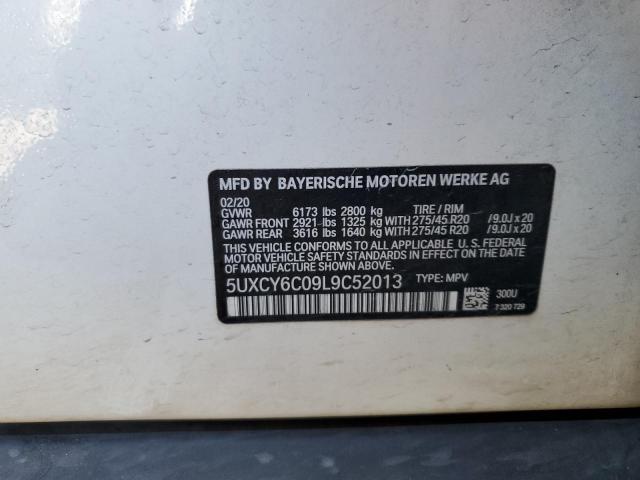 MFD BY BAYERISCHE MOTOREN WERKE AG
02/20
GVWR 6173 lbs 2800 kg TIRE / RIM
GAWR FRONT 2921 lbs 1325 kg WITH 275/45 R20 /9.0J x 20
GAWR REAR 3616 lbs 1640 kg WITH 275/45 R20 /9.0J x 20
THIS VEHICLE CONFORMS TO ALL APPLICABLE U. S. FEDERAL
MOTOR VEHICLE SAFETY STANDARDS IN EFFECT ON THE DATE
OF MANUFACTURE SHOWN ABOVE.
5UXCY6C09L9C52013 TYPE: MPV
300U
7 320 729